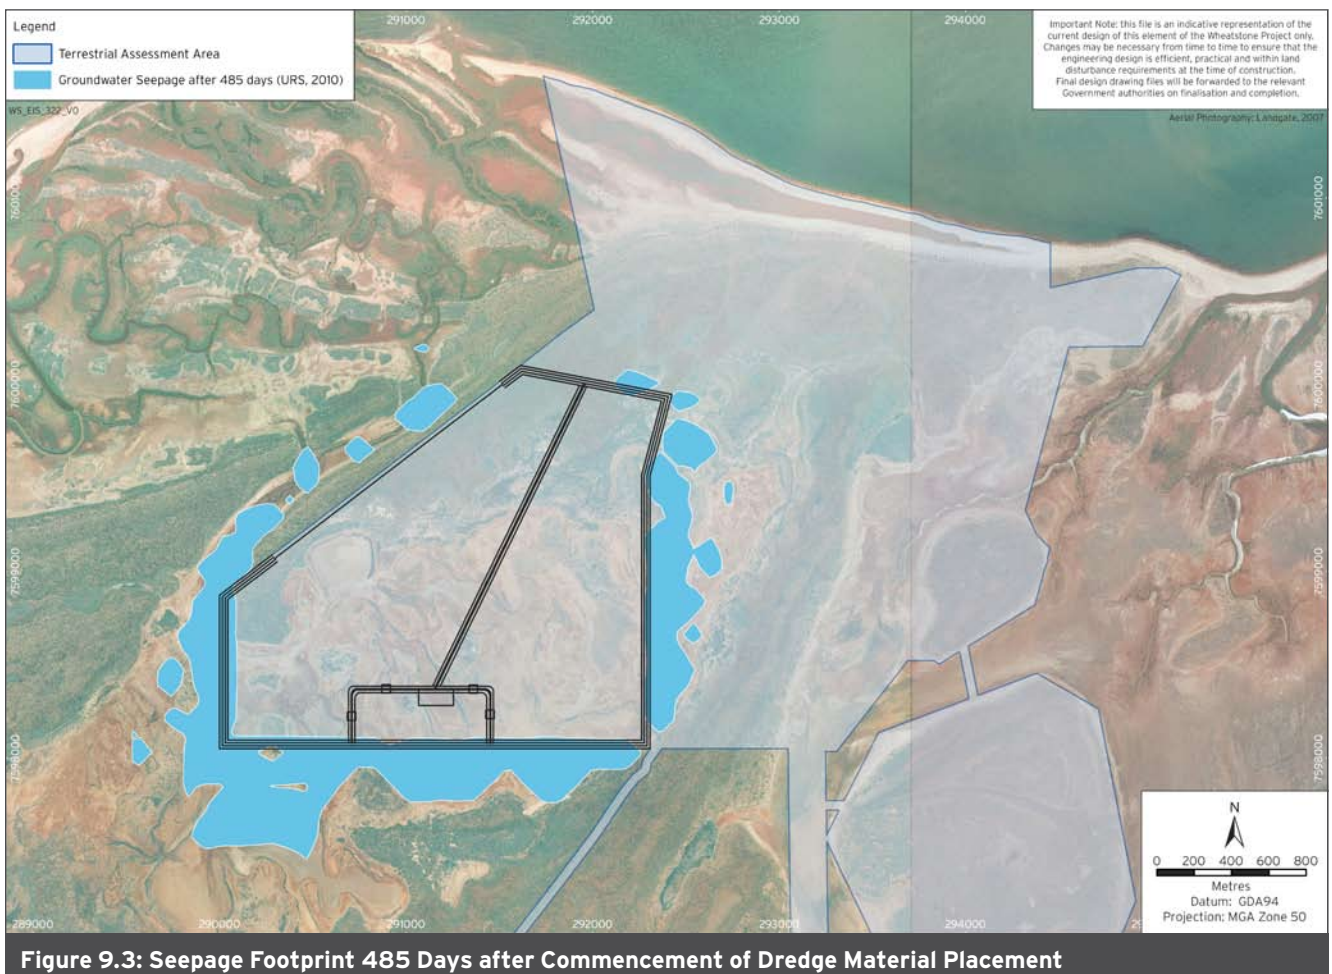 Legend
Terrestrial Assessment Area
Groundwater Seepage after 485 days (URS, 2010)
WS_EIS_322_V0
291000
292000
293000
294000
Important Note: this file is an indicative representation of the
current design of this element of the Wheatstone Project only.
Changes may be necessary from time to time to ensure that the
engineering design is efficient, practical and within land
disturbance requirements at the time of construction.
Final design drawing files will be forwarded to the relevant
Government authorities on finalisation and completion.
Aerial Photography: Landgate, 2007
7601000
7601000
7600000
7600000
7599000
7599000
7598000
7598000
N
0 200 400 600 800
Metres
Datum: GDA94
Projection: MGA Zone 50
289000
290000
291000
292000
293000
294000
Figure 9.3: Seepage Footprint 485 Days after Commencement of Dredge Material Placement